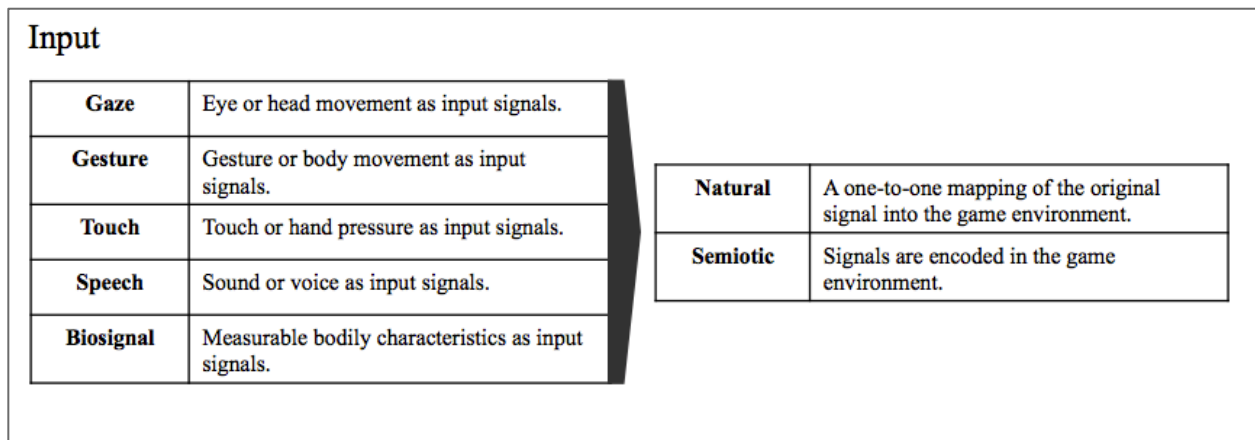 Input
Gaze
Eye or head movement as input signals.
Gesture
Gesture or body movement as input
signals.
Touch
Touch or hand pressure as input signals.
Speech
Sound or voice as input signals.
Biosignal
Measurable bodily characteristics as input
signals.
Natural
A one-to-one mapping of the original
signal into the game environment.
Semiotic
Signals are encoded in the game
environment.